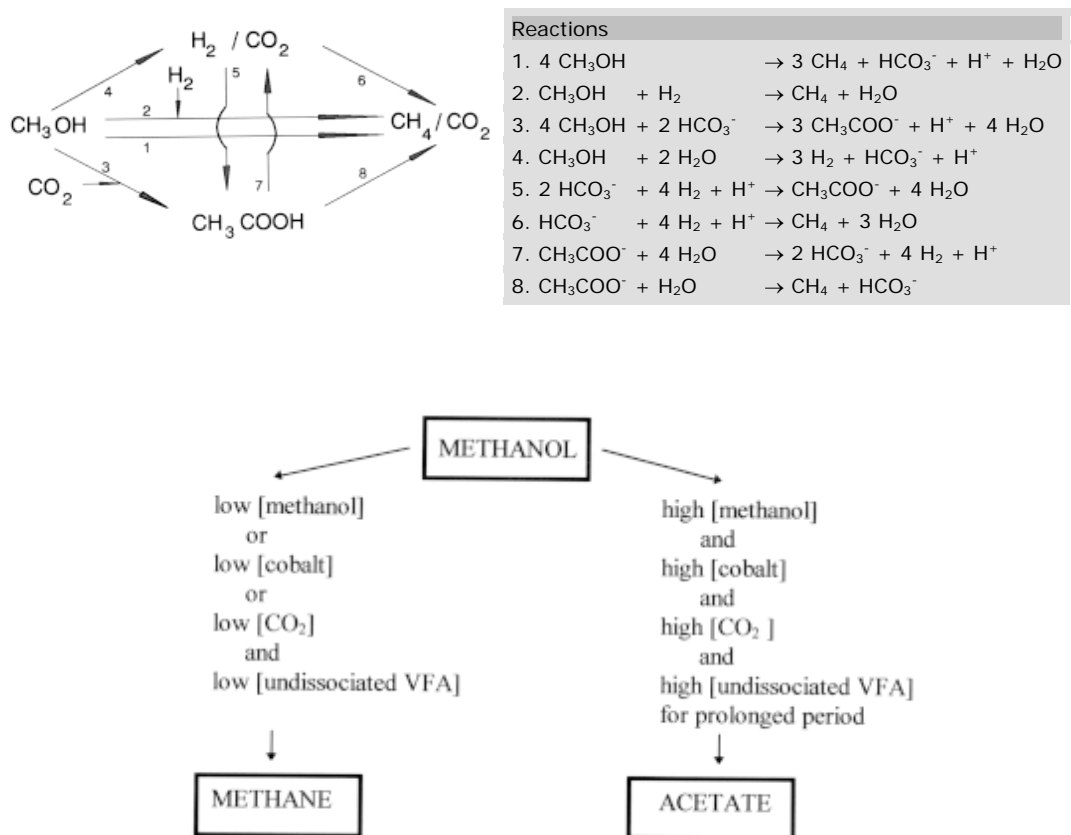 H2 / CO2
5
6
H2
4
2
CH3OH
CH4/CO2
1
3
7
8
CO2
CH3COOH
Reactions
1. 4 CH3OH → 3 CH4 + HCO3- + H+ + H2O
2. CH3OH + H2 → CH4 + H2O
3. 4 CH3OH + 2 HCO3- → 3 CH3COO- + H+ + 4 H2O
4. CH3OH + 2 H2O → 3 H2 + HCO3- + H+
5. 2 HCO3- + 4 H2 + H+ → CH3COO- + 4 H2O
6. HCO3- + 4 H2 + H+ → CH4 + 3 H2O
7. CH3COO- + 4 H2O → 2 HCO3- + 4 H2 + H+
8. CH3COO- + H2O → CH4 + HCO3-
METHANOL
low [methanol]
or
low [cobalt]
or
low [CO2]
and
low [undissociated VFA]
METHANE
high [methanol]
and
high [cobalt]
and
high [CO2 ]
and
high [undissociated VFA]
for prolonged period
ACETATE